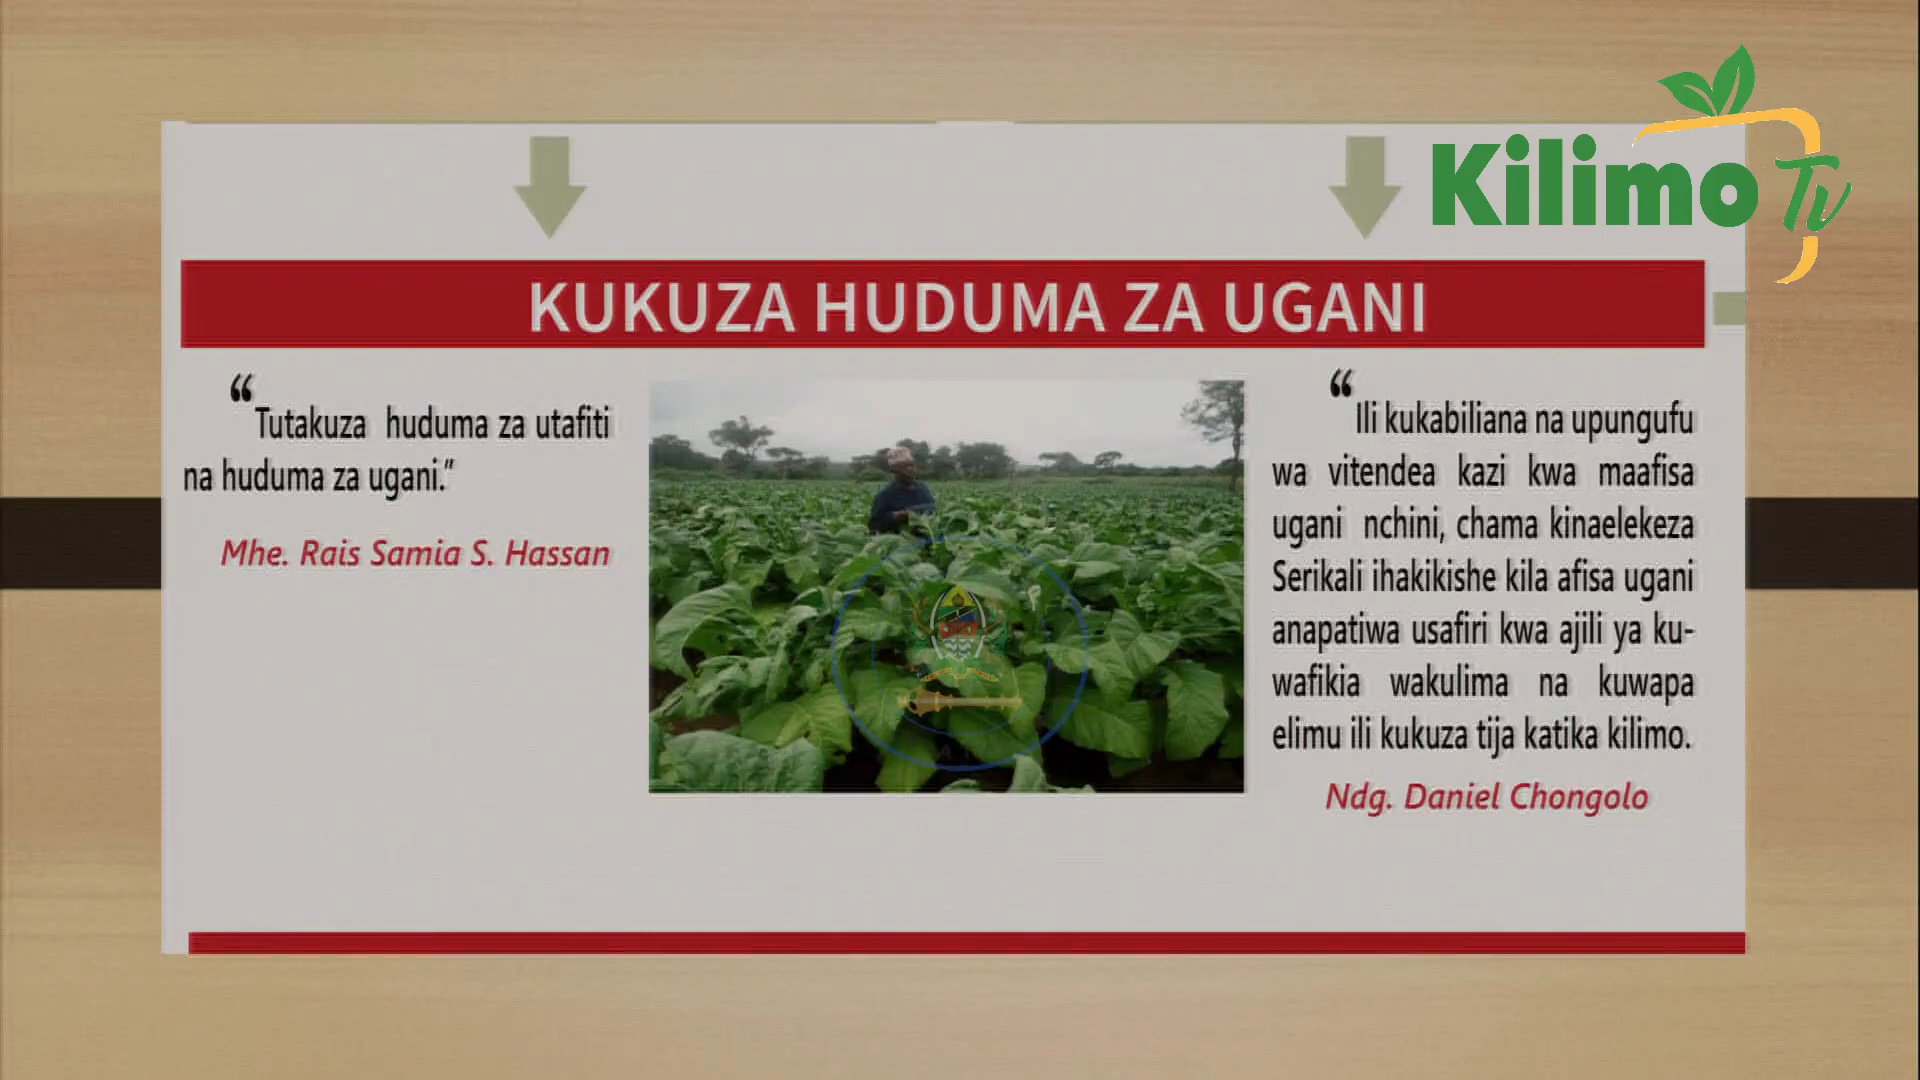 Kilimo Tv
KUKUZA HUDUMA ZA UGANI
“Tutakuza huduma za utafiti
na huduma za ugani.”
Mhe. Rais Samia S. Hassan
“Ili kukabiliana na upungufu
wa vitendea kazi kwa maafisa
ugani nchini, chama kinaelekeza
Serikali ihakikishe kila afisa ugani
anapatiwa usafiri kwa ajili ya ku-
wafikia wakulima na kuwapa
elimu ili kukuza tija katika kilimo.
Ndg. Daniel Chongolo